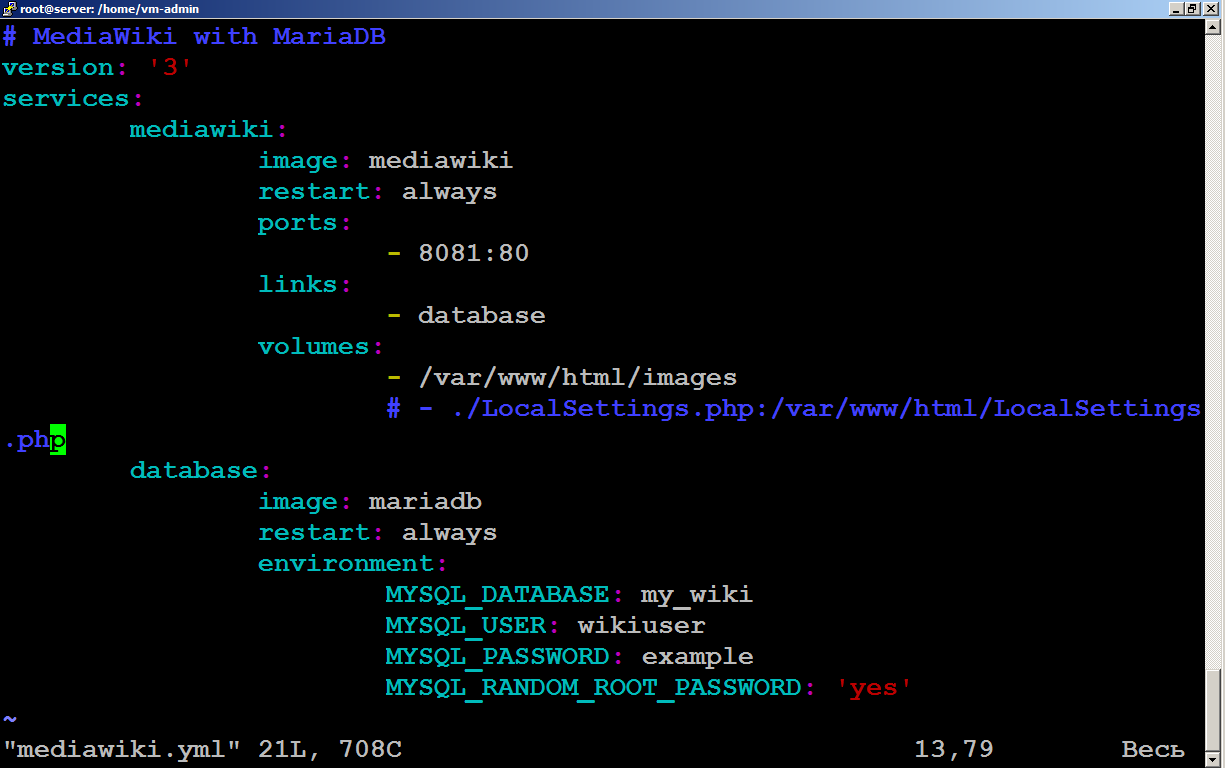 root@server: /home/vm-admin
# MediaWiki with MariaDB
version: '3'
services:
mediawiki:
image: mediawiki
restart: always
ports:
- 8081:80
links:
- database
volumes:
- /var/www/html/images
# - ./LocalSettings.php:/var/www/html/LocalSettings
.php
database:
image: mariadb
restart: always
environment:
MYSQL_DATABASE: my_wiki
MYSQL_USER: wikiuser
MYSQL_PASSWORD: example
MYSQL_RANDOM_ROOT_PASSWORD: 'yes'
~
"mediawiki.yml" 21L, 708C 13,79 Весь